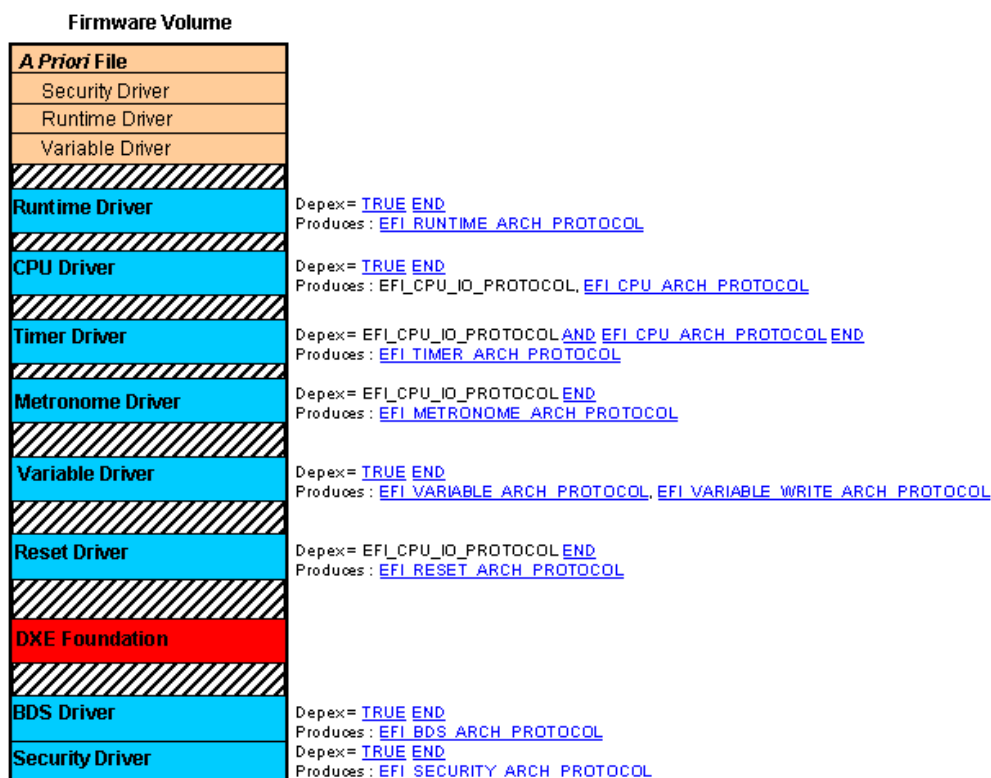 Firmware Volume
A Priori File
Security Driver
Runtime Driver
Variable Driver
Runtime Driver
Depex= TRUE END
Produces : EFI_RUNTIME_ARCH_PROTOCOL
CPU Driver
Depex= TRUE END
Produces : EFI_CPU_IO_PROTOCOL, EFI_CPU_ARCH_PROTOCOL
Timer Driver
Depex= EFI_CPU_IO_PROTOCOL AND EFI_CPU_ARCH_PROTOCOL END
Produces : EFI_TIMER_ARCH_PROTOCOL
Metronome Driver
Depex= EFI_CPU_IO_PROTOCOL END
Produces : EFI_METRONOME_ARCH_PROTOCOL
Variable Driver
Depex= TRUE END
Produces : EFI_VARIABLE_ARCH_PROTOCOL, EFI_VARIABLE_WRITE_ARCH_PROTOCOL
Reset Driver
Depex= EFI_CPU_IO_PROTOCOL END
Produces : EFI_RESET_ARCH_PROTOCOL
DXE Foundation
BDS Driver
Depex= TRUE END
Produces : EFI_BDS_ARCH_PROTOCOL
Security Driver
Depex= TRUE END
Produces : EFI_SECURITY_ARCH_PROTOCOL